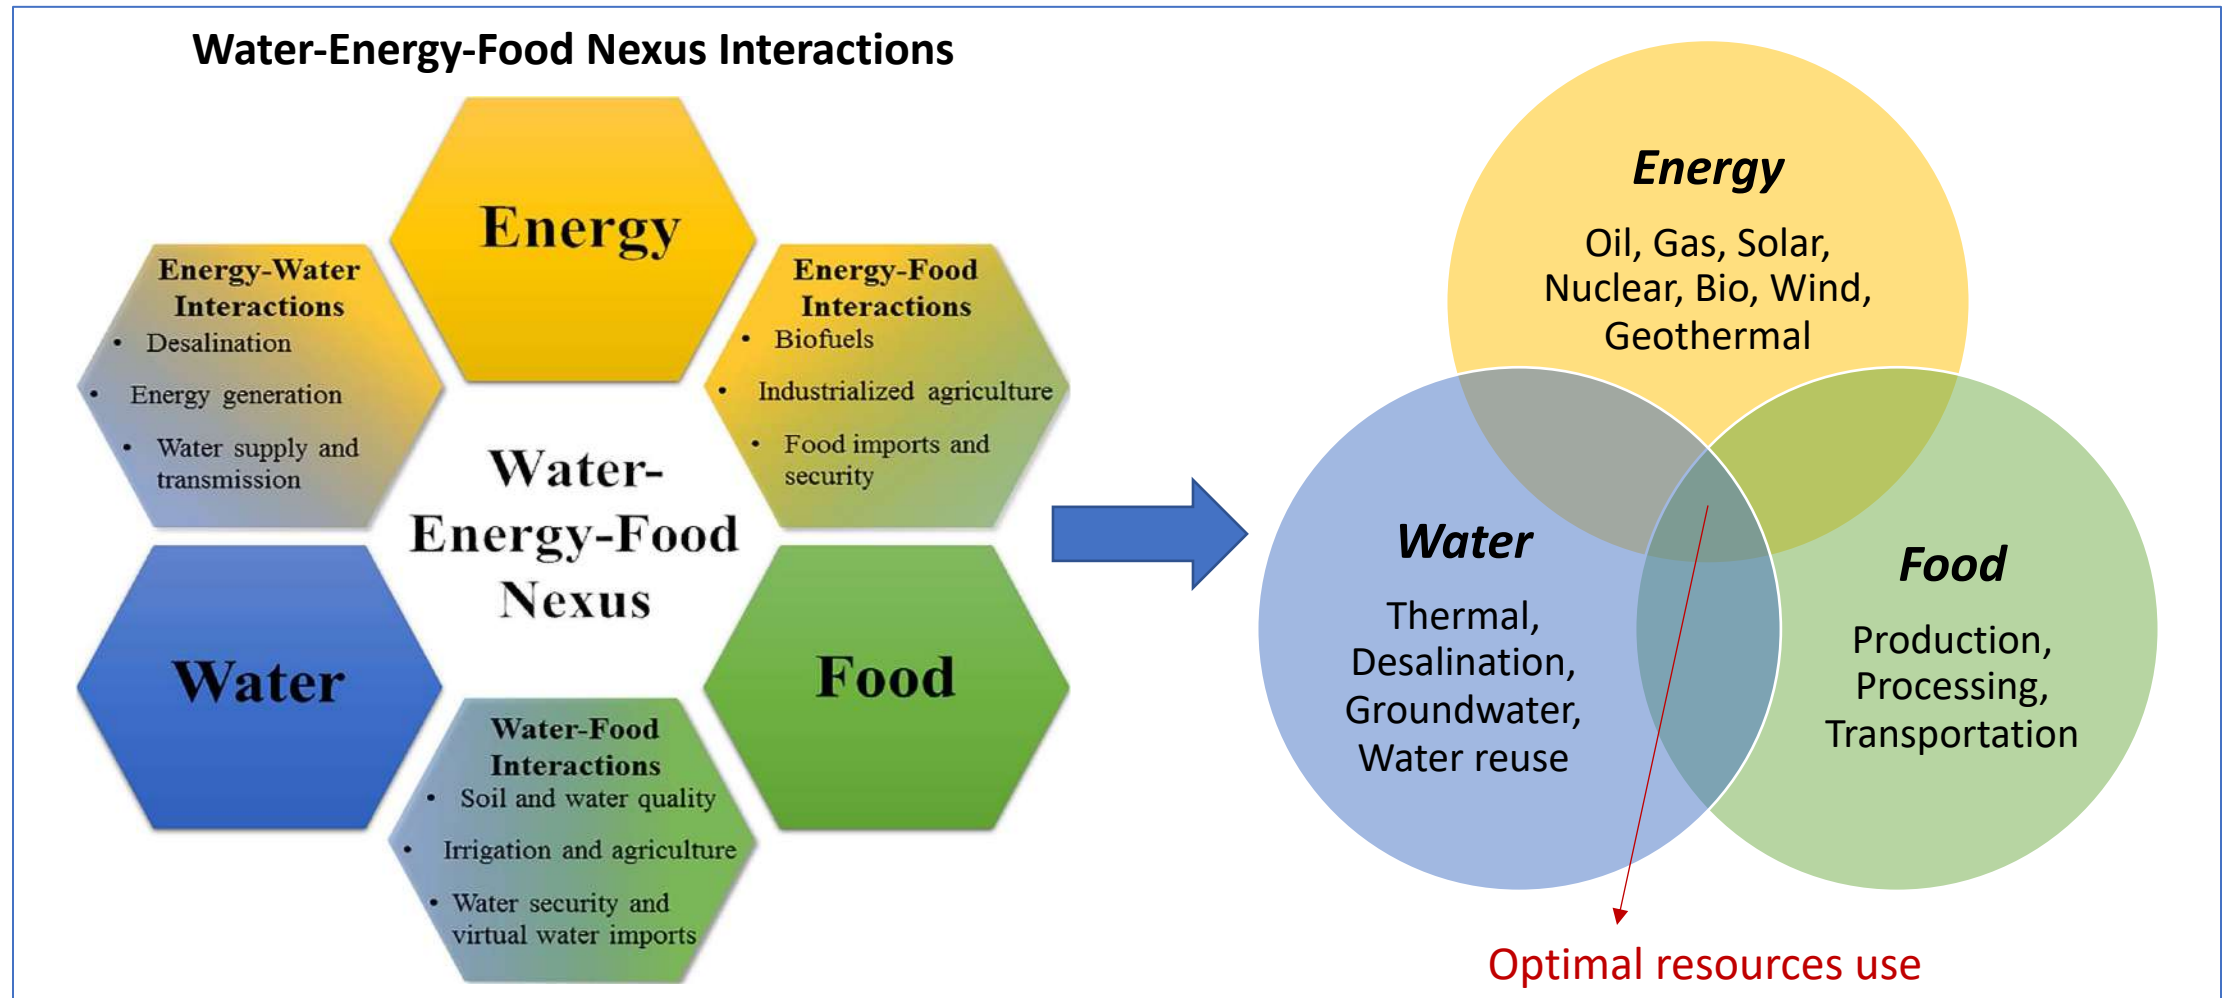 Water-Energy-Food Nexus Interactions
Energy
Energy-Water
Interactions
• Desalination
• Energy generation
• Water supply and
transmission
Energy-Food
Interactions
• Biofuels
• Industrialized agriculture
• Food imports and
security
Water-
Energy-Food
Nexus
Water
Food
Water-Food
Interactions
• Soil and water quality
• Irrigation and agriculture
• Water security and
virtual water imports
Energy
Oil, Gas, Solar,
Nuclear, Bio, Wind,
Geothermal
Water
Thermal,
Desalination,
Groundwater,
Water reuse
Food
Production,
Processing,
Transportation
Optimal resources use